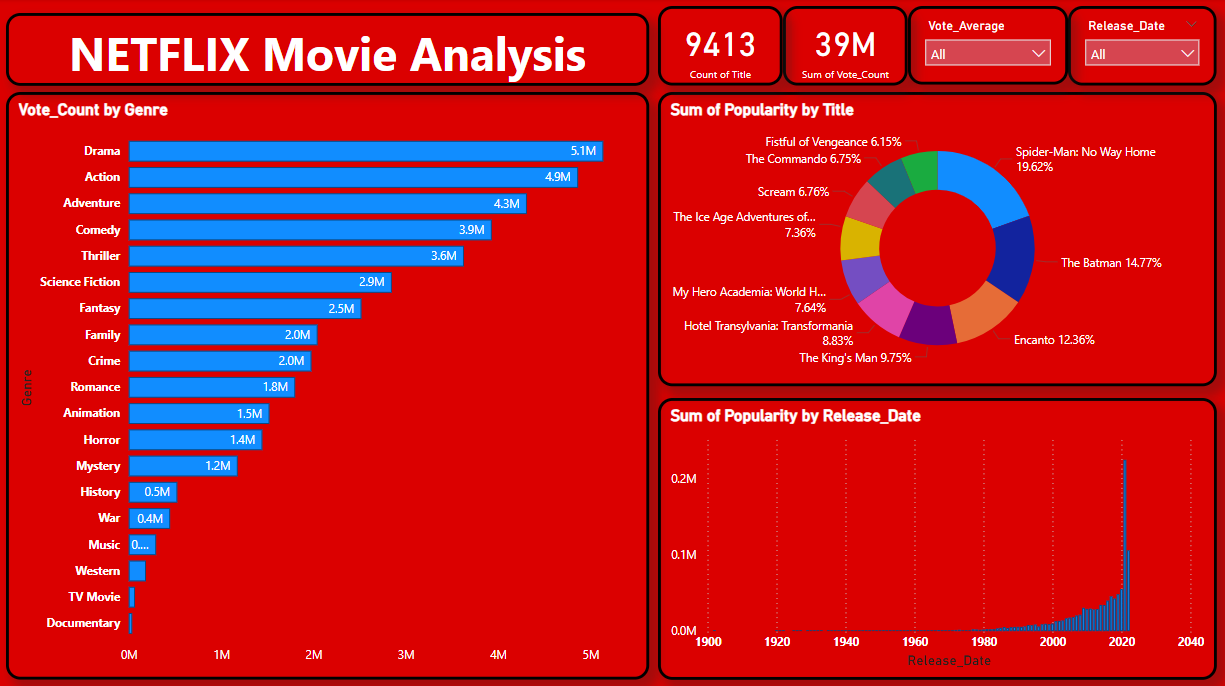 NETFLIX Movie Analysis
9413
Count of Title
39M
Sum of Vote_Count
Vote_Average
All
Release_Date
All
Vote_Count by Genre
Genre
Drama 5.1M
Action 4.9M
Adventure 4.3M
Comedy 3.9M
Thriller 3.6M
Science Fiction 2.9M
Fantasy 2.5M
Family 2.0M
Crime 2.0M
Romance 1.8M
Animation 1.5M
Horror 1.4M
Mystery 1.2M
History 0.5M
War 0.4M
Music 0....
Western
TV Movie
Documentary
0M 1M 2M 3M 4M 5M
Sum of Popularity by Title
Spider-Man: No Way Home
19.62%
The Batman 14.77%
Encanto 12.36%
The King's Man 9.75%
Hotel Transylvania: Transformania
8.83%
My Hero Academia: World H...
7.64%
The Ice Age Adventures of...
7.36%
Scream 6.76%
The Commando 6.75%
Fistful of Vengeance 6.15%
Sum of Popularity by Release_Date
0.2M
0.1M
0.0M
1900 1920 1940 1960 1980 2000 2020 2040
Release_Date